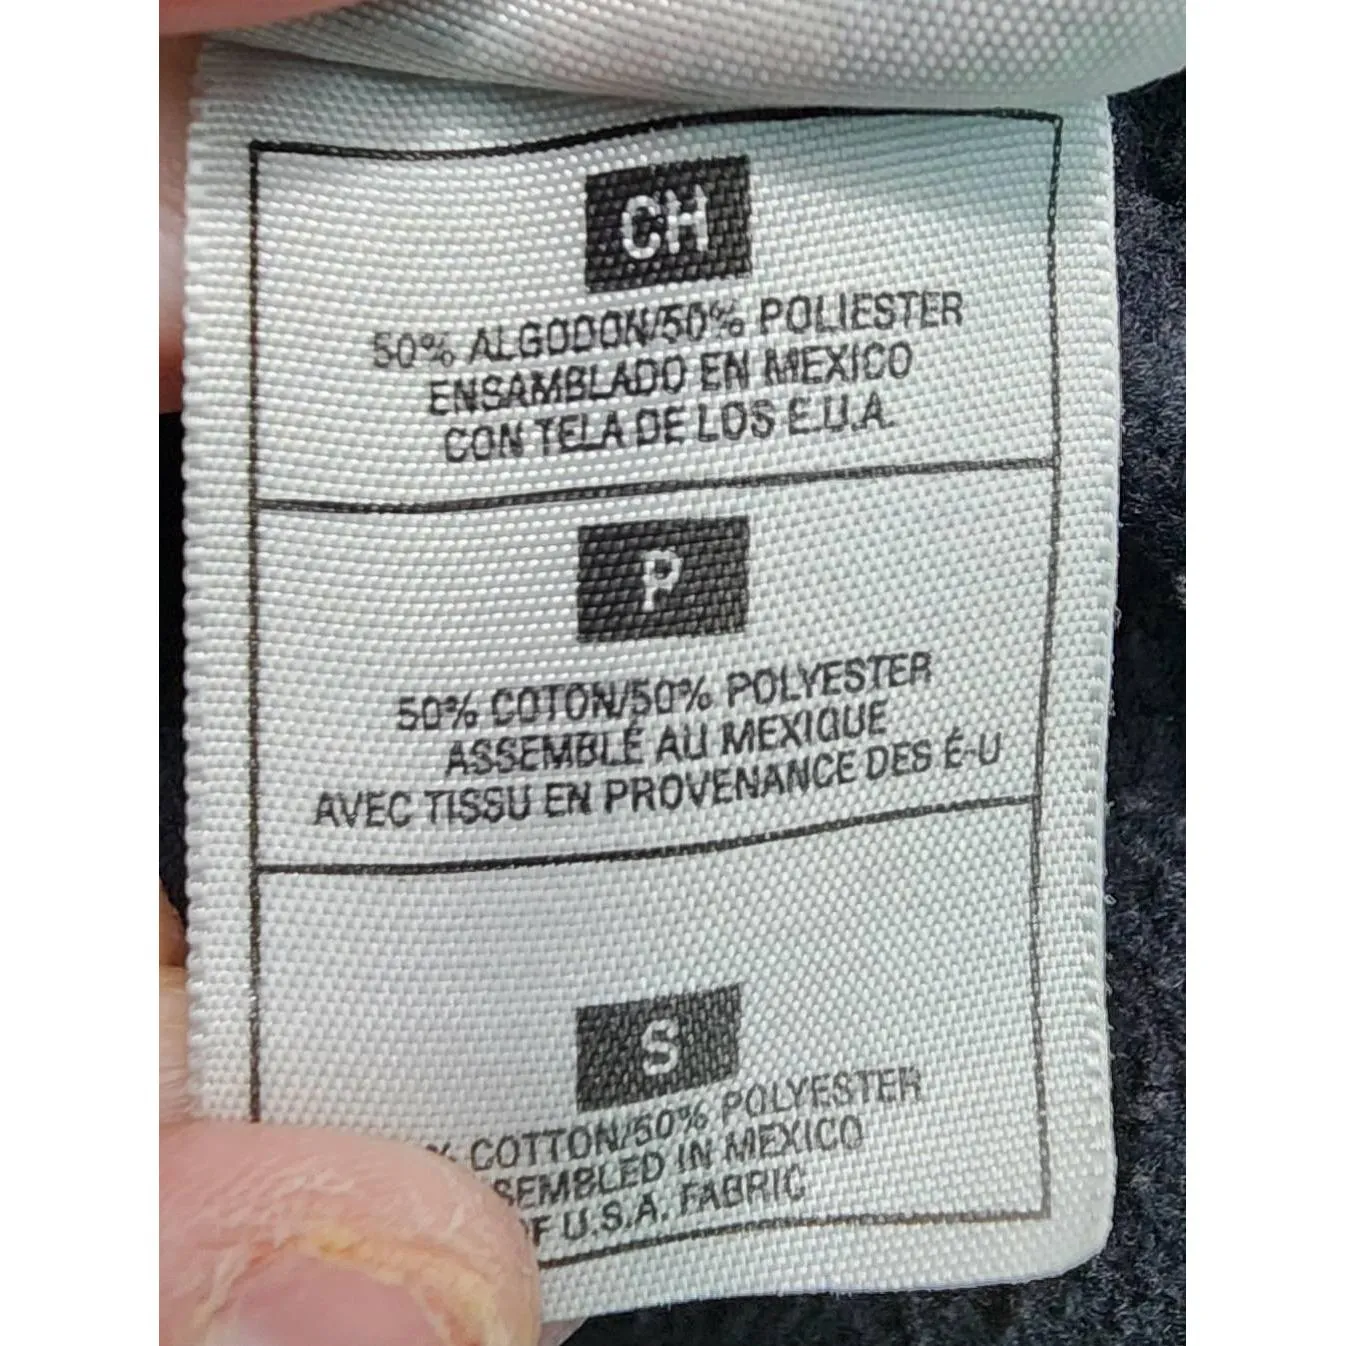 CH
50% ALGODON/50% POLIESTER
ENSAMBLADO EN MEXICO
CON TELA DE LOS E.U.A.
P
50% COTON/50% POLYESTER
ASSEMBLÉ AU MEXIQUE
AVEC TISSU EN PROVENANCE DES É-U
S
% COTTON/50% POLYESTER
SEMBLED IN MEXICO
F U.S.A. FABRIC